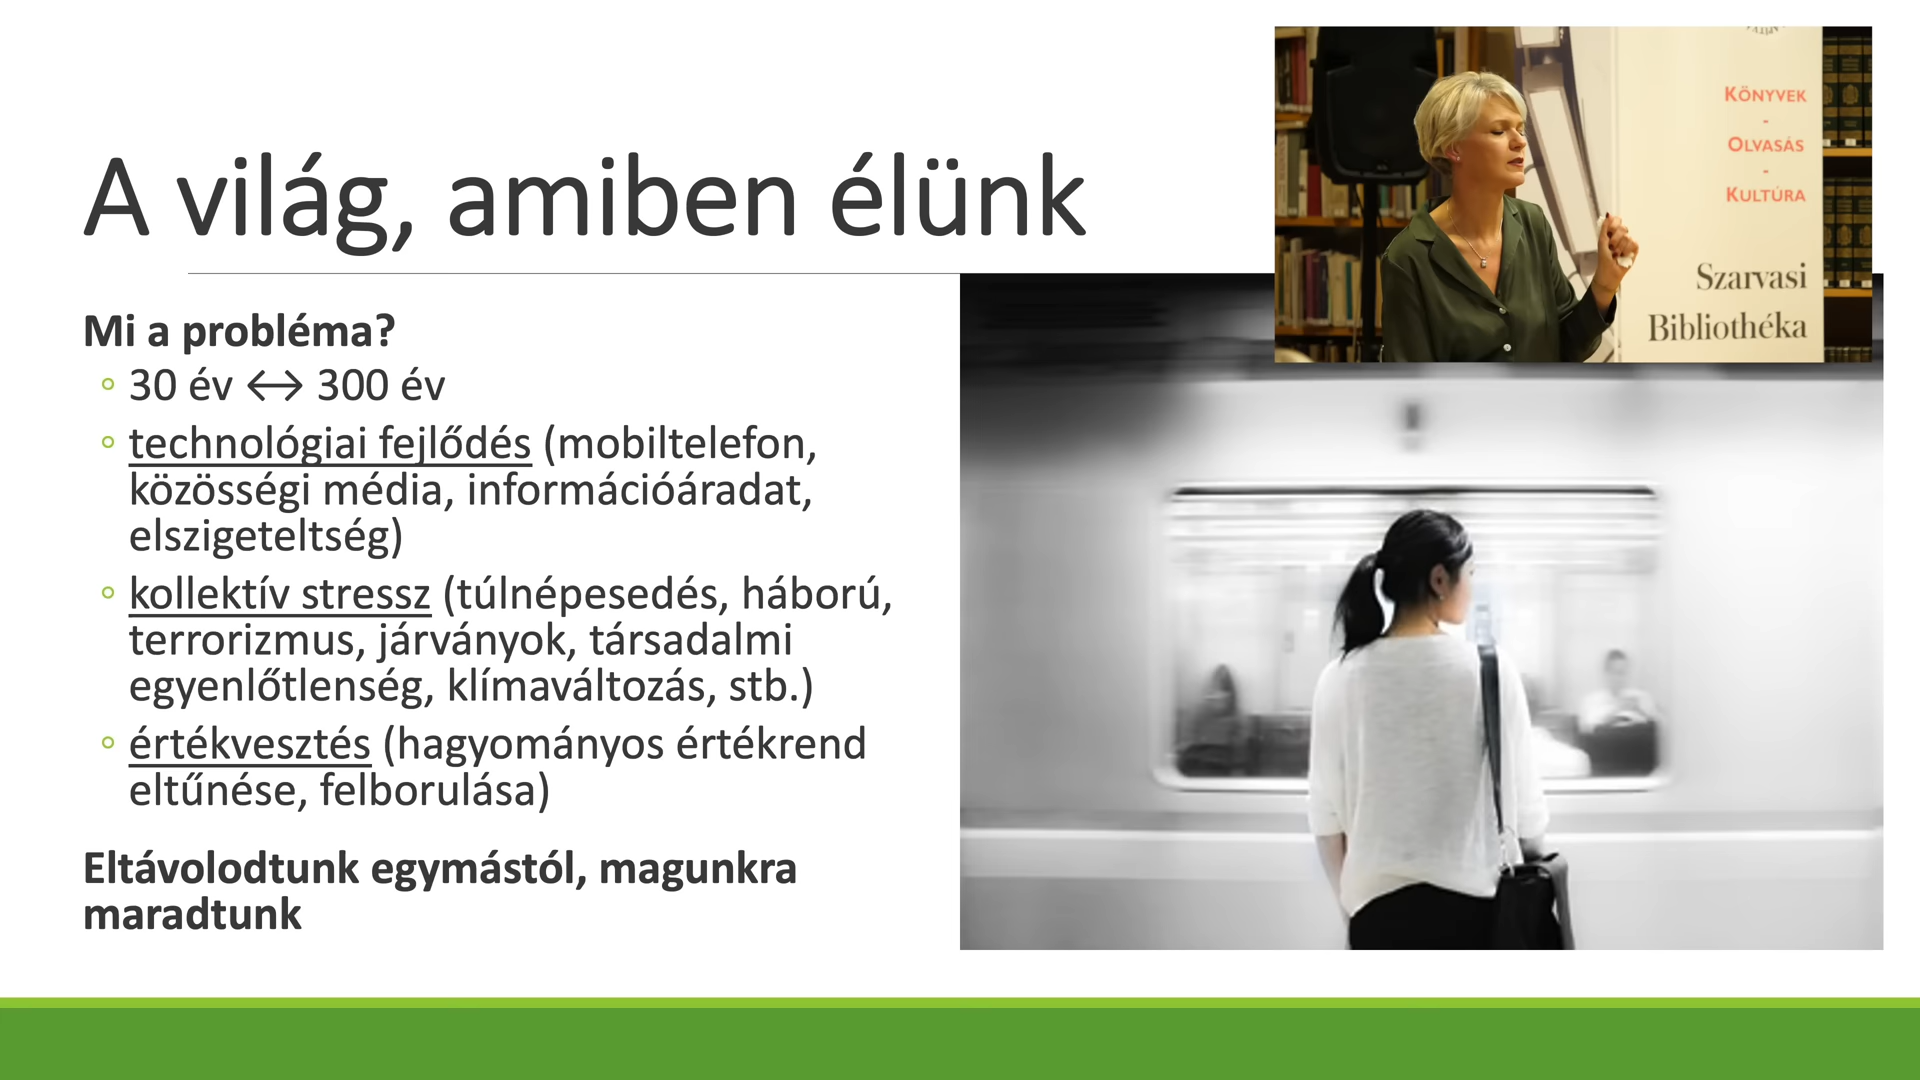 A világ, amiben élünk
Mi a probléma?
30 év ↔ 300 év
technológiai fejlődés (mobiltelefon,
közösségi média, információáradat,
elszigeteltség)
kollektív stressz (túlnépesedés, háború,
terrorizmus, járványok, társadalmi
egyenlőtlenség, klímaváltozás, stb.)
értékvesztés (hagyományos értékrend
eltűnése, felborulása)
Eltávolodtunk egymástól, magunkra
maradtunk
KÖNYVEK
-
OLVASÁS
-
KULTÚRA
Szarvasi
Bibliothéka